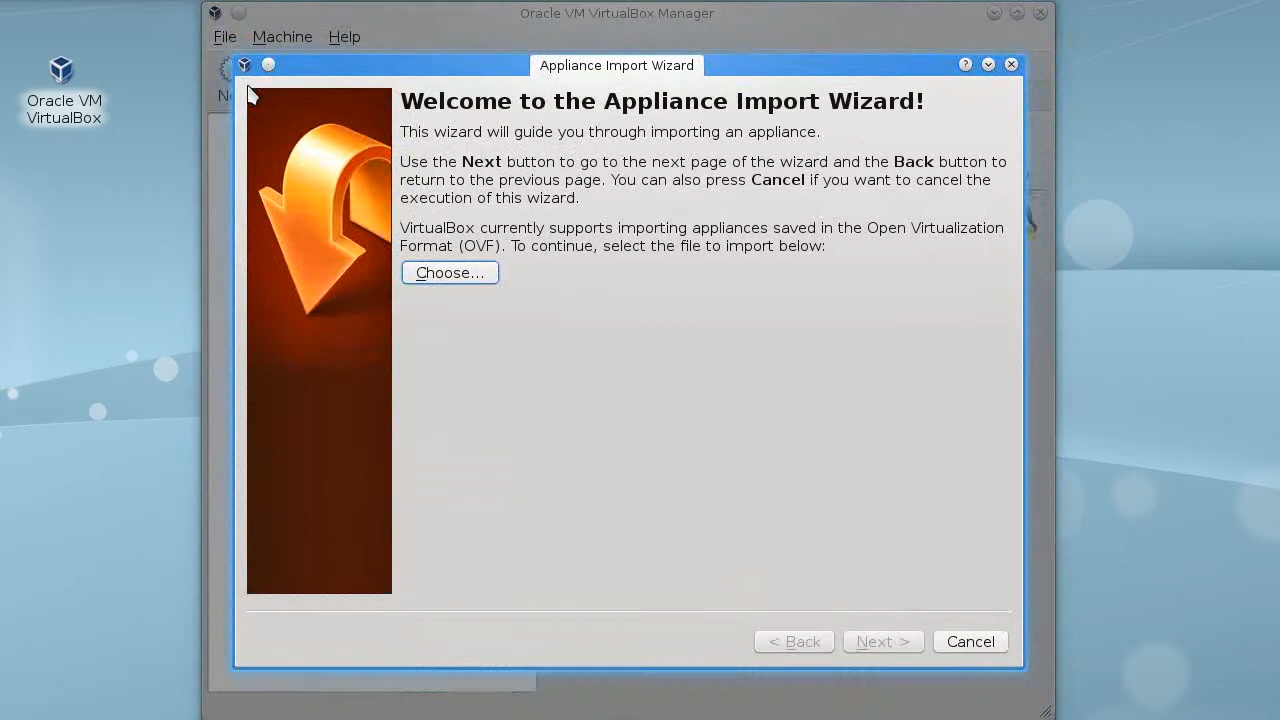 Oracle VM VirtualBox Manager
File Machine Help
Appliance Import Wizard
Oracle VM
VirtualBox
Welcome to the Appliance Import Wizard!
This wizard will guide you through importing an appliance.
Use the Next button to go to the next page of the wizard and the Back button to
return to the previous page. You can also press Cancel if you want to cancel the
execution of this wizard.
VirtualBox currently supports importing appliances saved in the Open Virtualization
Format (OVF). To continue, select the file to import below:
Choose...
< Back Next > Cancel